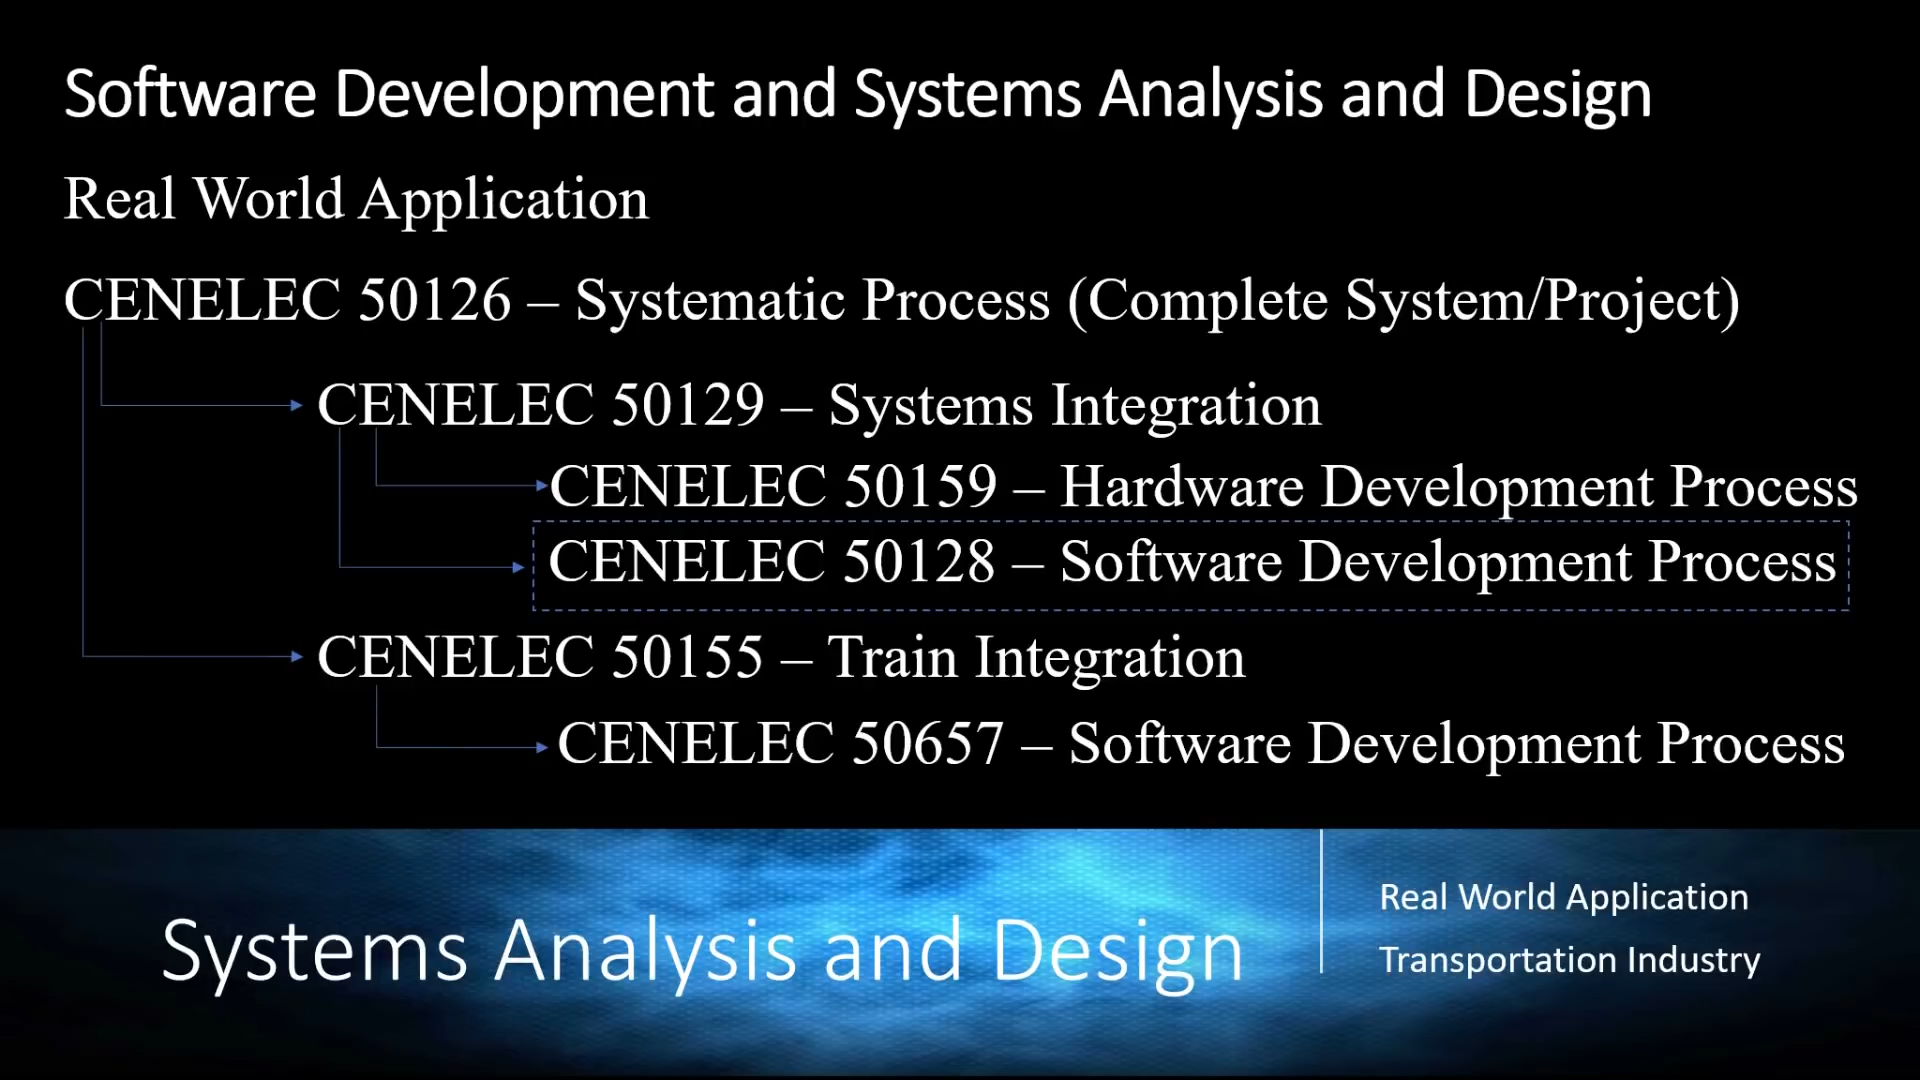 Software Development and Systems Analysis and Design
Real World Application
CENELEC 50126 – Systematic Process (Complete System/Project)
CENELEC 50129 – Systems Integration
CENELEC 50159 – Hardware Development Process
CENELEC 50128 – Software Development Process
CENELEC 50155 – Train Integration
CENELEC 50657 – Software Development Process
Systems Analysis and Design
Real World Application
Transportation Industry